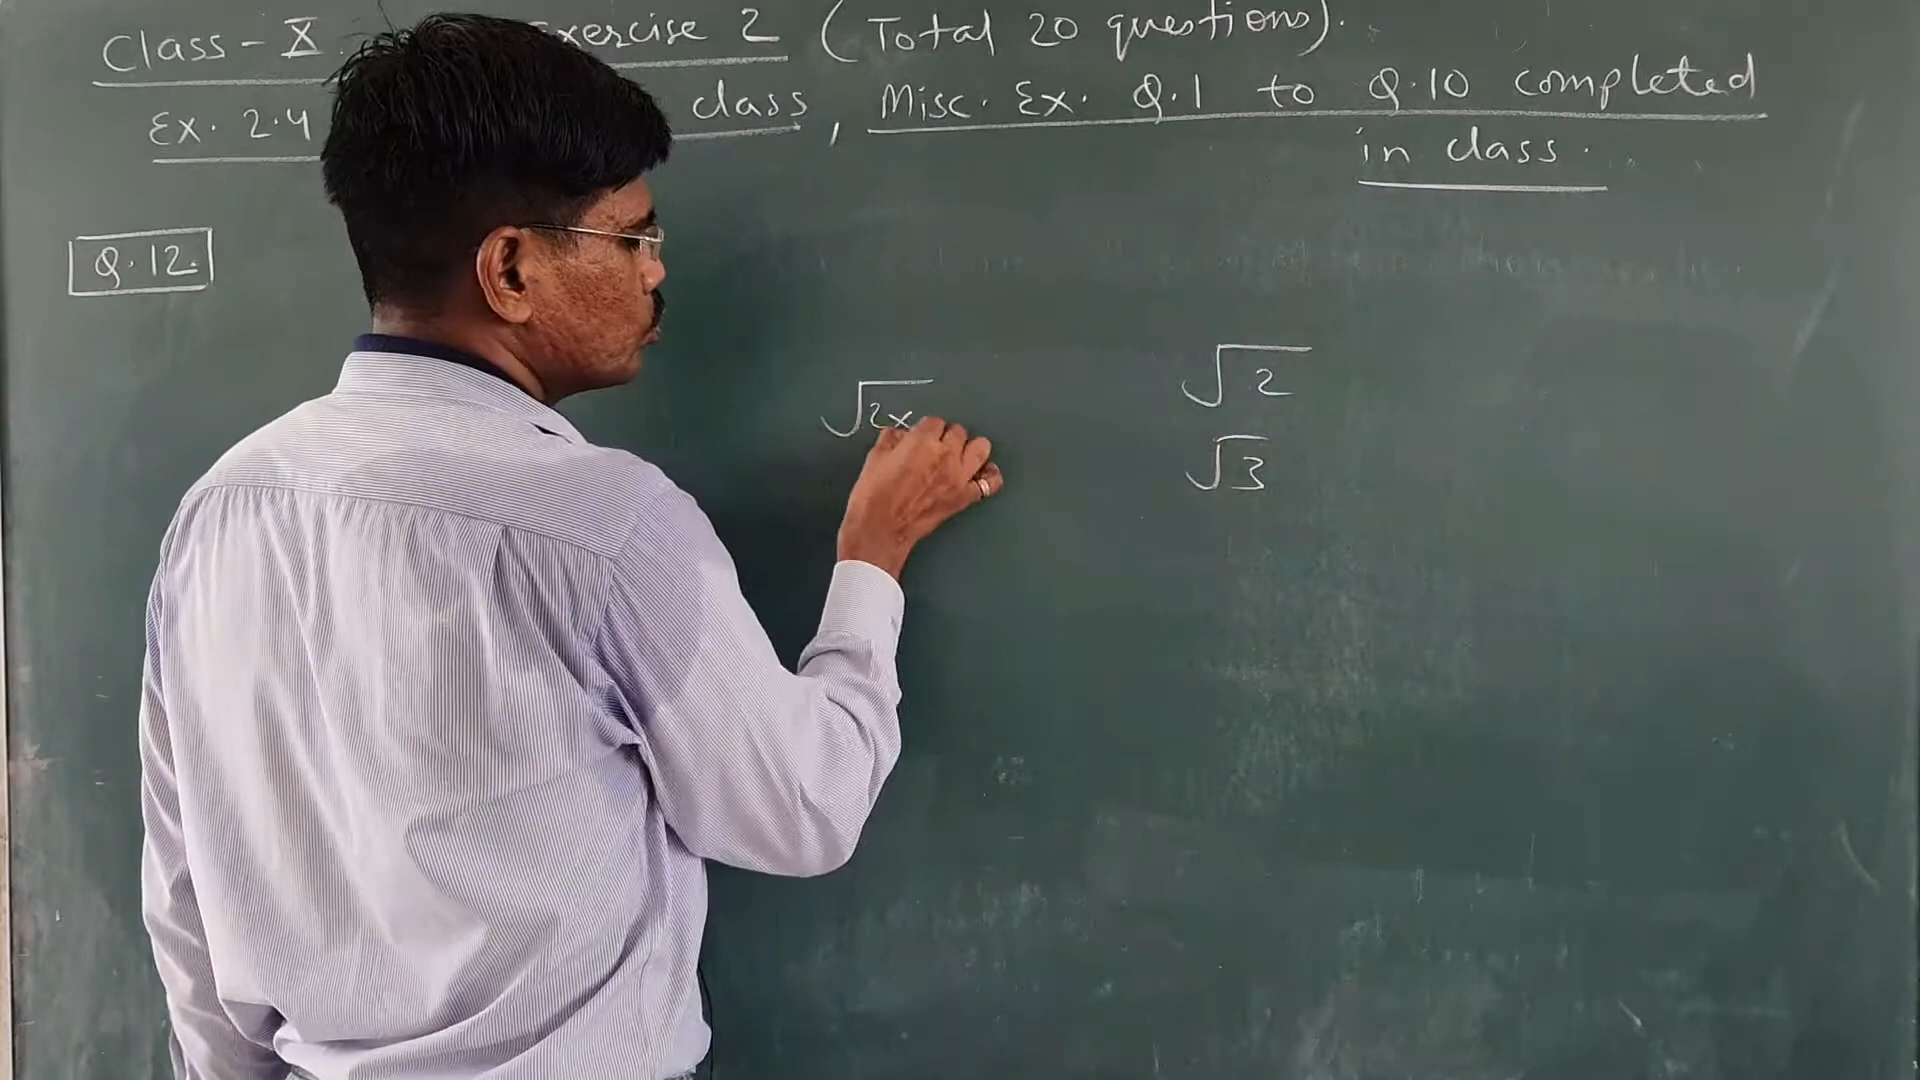 Class - X xercise 2 (Total 20 questions).
Ex. 2.4 class, Misc. Ex. Q.1 to Q.10 completed
in class.
Q.12.
√2x
√2
√3